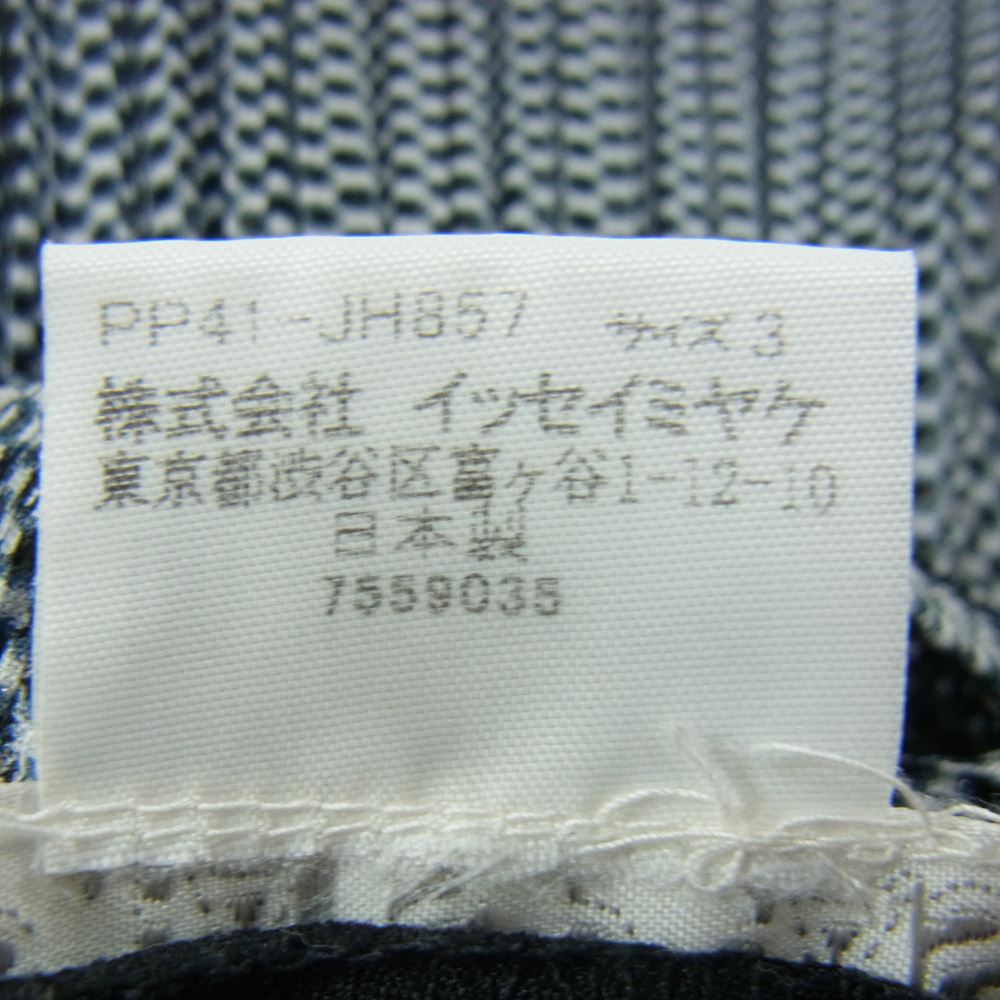 PP41-JH857 サイズ 3
株式会社 イッセイミヤケ
東京都渋谷区富ヶ谷1-12-10
日本製
7559035